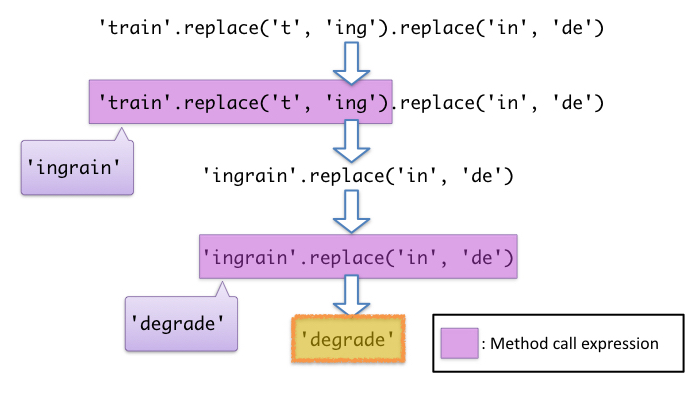 'train'.replace('t', 'ing').replace('in', 'de')
'train'.replace('t', 'ing').replace('in', 'de')
'ingrain'
'ingrain'.replace('in', 'de')
'ingrain'.replace('in', 'de')
'degrade'
'degrade'
: Method call expression